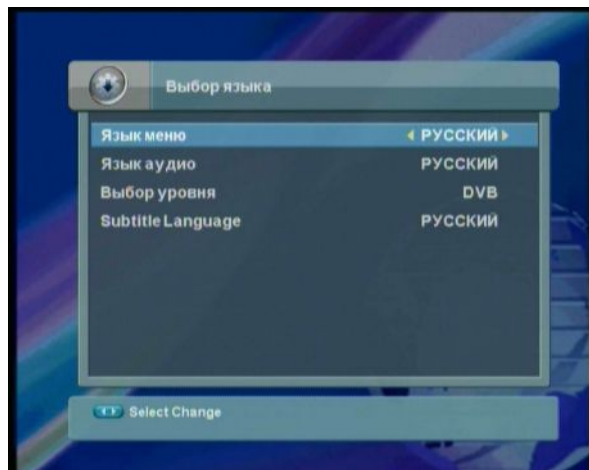 Выбор языка
Язык меню РУССКИЙ
Язык аудио РУССКИЙ
Выбор уровня DVB
Subtitle Language РУССКИЙ
Select Change